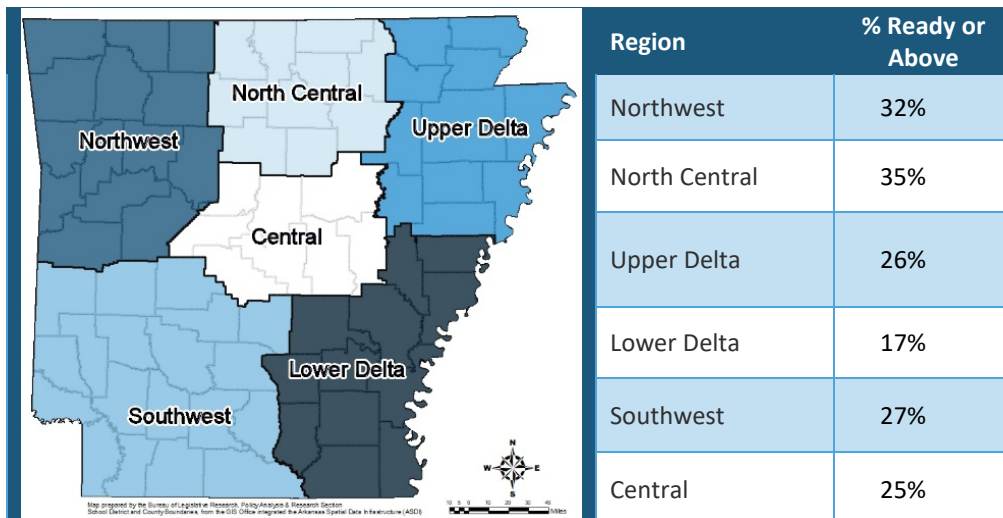 North Central
Northwest
Upper Delta
Central
Lower Delta
Southwest
N
W E
S
Map prepared by the Bureau of Legislative Research, Policy Analysis & Research Section
School District and County Boundaries, from the GIS Office integrated the Arkansas Spatial Data Infrastructure (ASDI)
Miles
Region % Ready or Above
Northwest 32%
North Central 35%
Upper Delta 26%
Lower Delta 17%
Southwest 27%
Central 25%